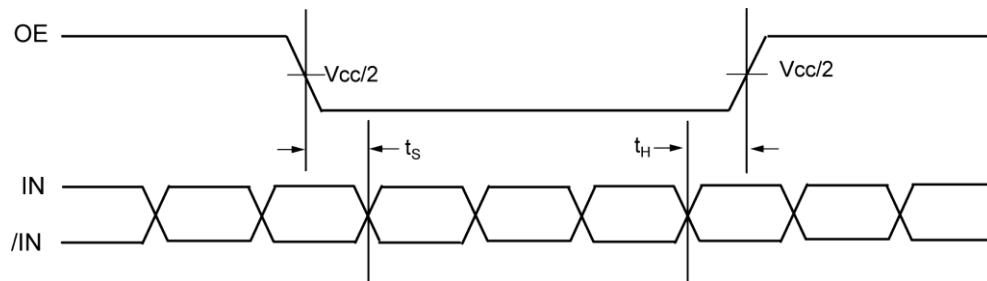 OE
Vcc/2
Vcc/2
tS
tH
IN
/IN